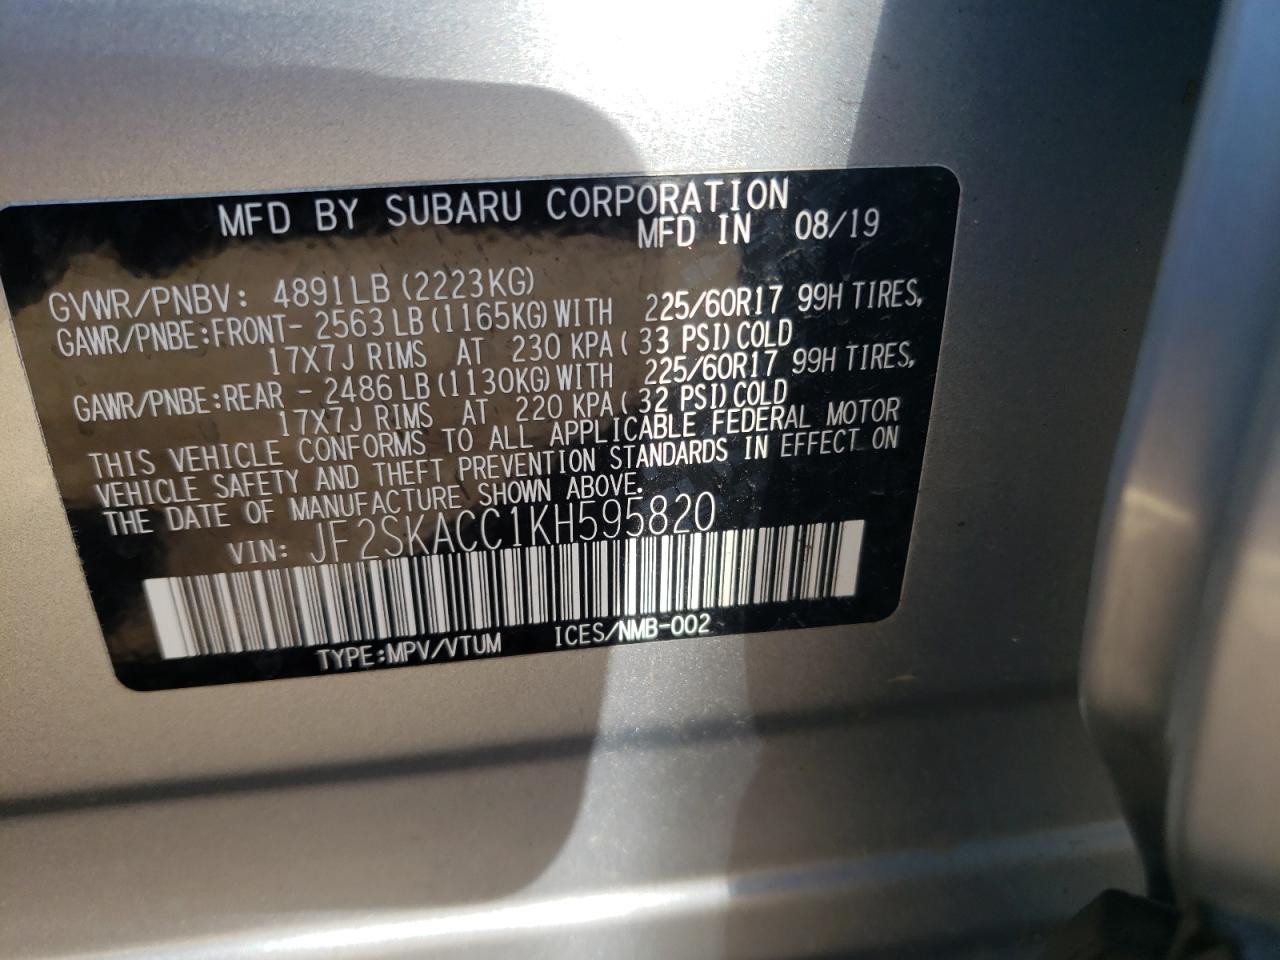 MFD BY SUBARU CORPORATION
MFD IN 08/19
GVWR/PNBV: 4891LB (2223KG)
GAWR/PNBE:FRONT- 2563 LB (1165KG) WITH 225/60R17 99H TIRES,
17X7J RIMS AT 230 KPA ( 33 PSI) COLD
GAWR/PNBE:REAR - 2486 LB (1130KG) WITH 225/60R17 99H TIRES,
17X7J RIMS AT 220 KPA ( 32 PSI) COLD
THIS VEHICLE CONFORMS TO ALL APPLICABLE FEDERAL MOTOR
VEHICLE SAFETY AND THEFT PREVENTION STANDARDS IN EFFECT ON
THE DATE OF MANUFACTURE SHOWN ABOVE.
VIN: JF2SKACC1KH595820
TYPE:MPV/VTUM ICES/NMB-002